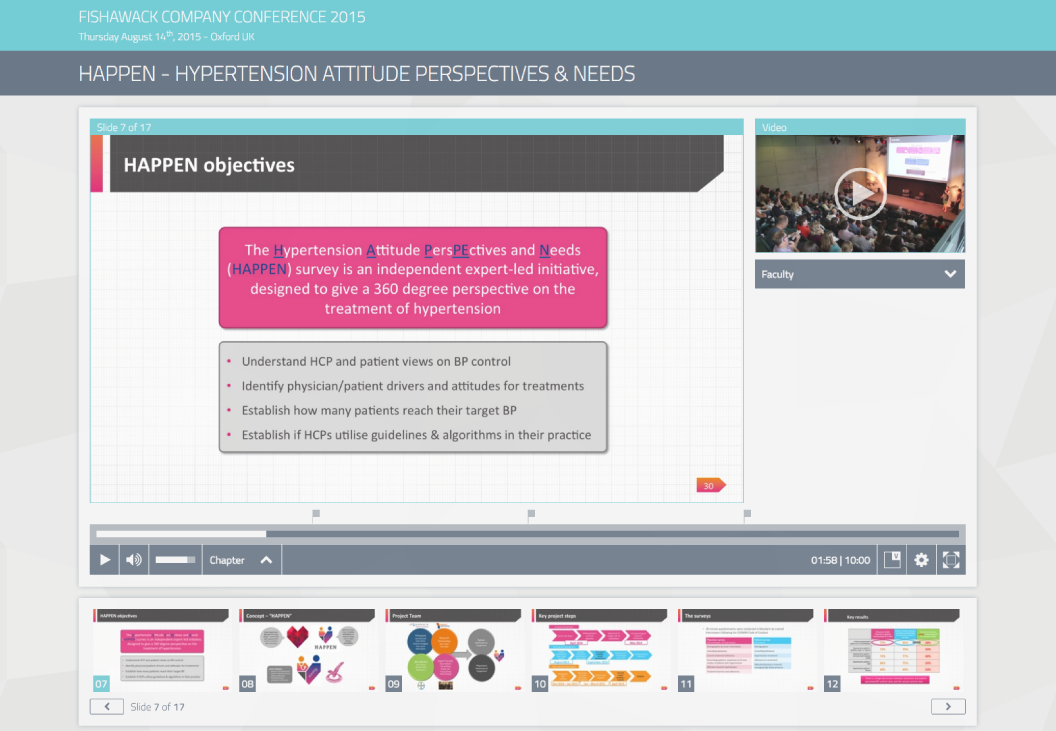 FISHAWACK COMPANY CONFERENCE 2015
Thursday August 14th, 2015 - Oxford UK
HAPPEN - HYPERTENSION ATTITUDE PERSPECTIVES & NEEDS
Slide 7 of 17
HAPPEN objectives
The Hypertension Attitude PersPEctives and Needs
(HAPPEN) survey is an independent expert-led initiative,
designed to give a 360 degree perspective on the
treatment of hypertension
• Understand HCP and patient views on BP control
• Identify physician/patient drivers and attitudes for treatments
• Establish how many patients reach their target BP
• Establish if HCPs utilise guidelines & algorithms in their practice
30
Video
Faculty
Chapter
01:58 | 10:00
V
HAPPEN objectives
07
Concept – "HAPPEN"
HAPPEN
08
Project Team
09
Key project steps
10
The surveys
11
Key results
12
Slide 7 of 17